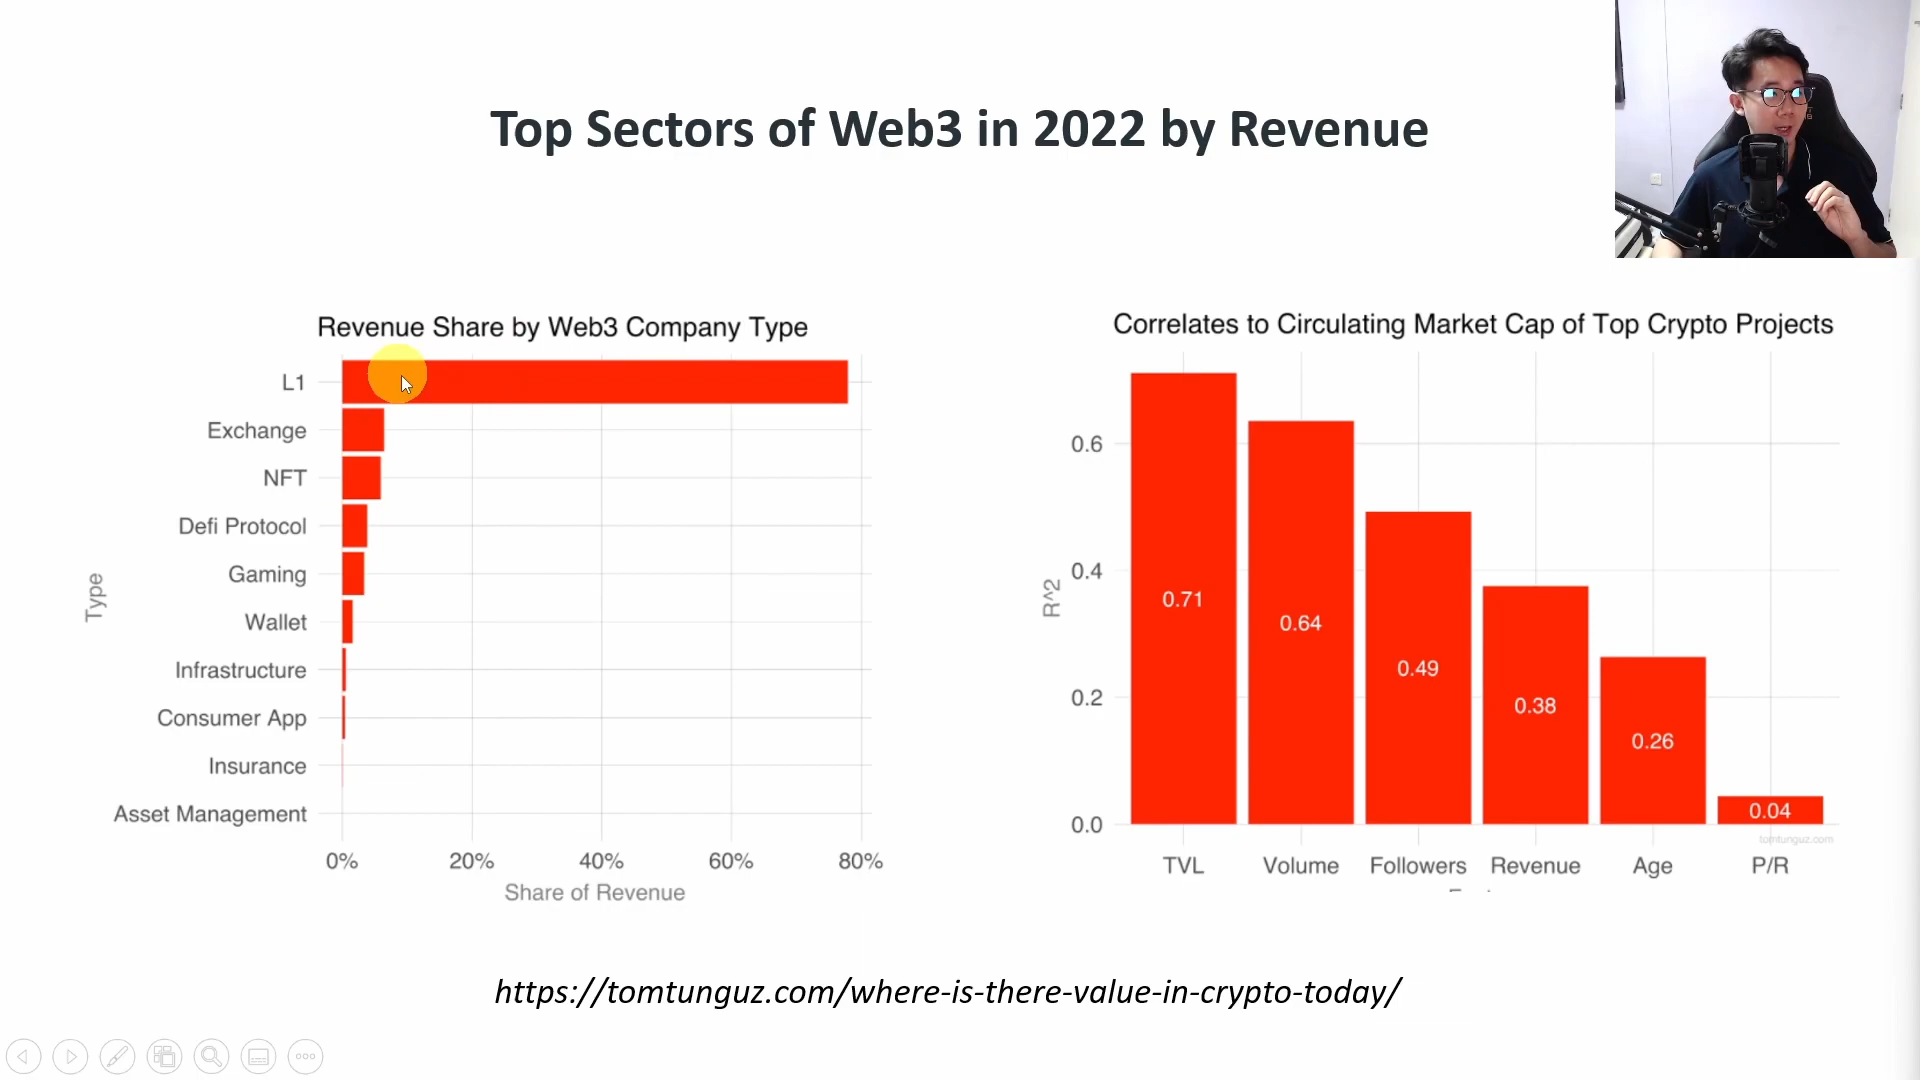 Top Sectors of Web3 in 2022 by Revenue
Revenue Share by Web3 Company Type
Type
L1
Exchange
NFT
Defi Protocol
Gaming
Wallet
Infrastructure
Consumer App
Insurance
Asset Management
0% 20% 40% 60% 80%
Share of Revenue
Correlates to Circulating Market Cap of Top Crypto Projects
R^2
0.6
0.4
0.2
0.0
0.71 0.64 0.49 0.38 0.26 0.04
tomtunguz.com
TVL Volume Followers Revenue Age P/R
https://tomtunguz.com/where-is-there-value-in-crypto-today/